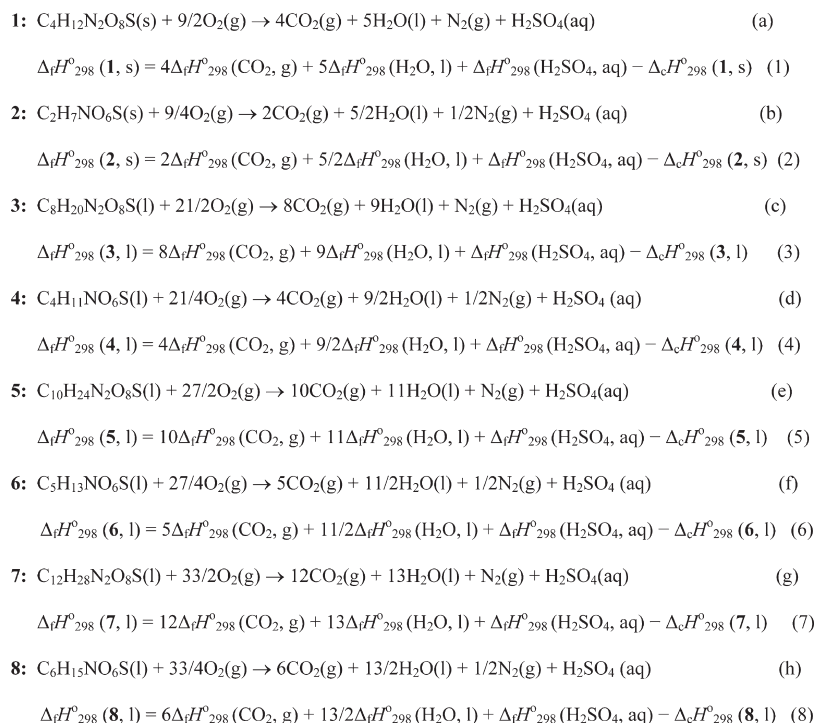 1: C₄H₁₂N₂O₈S(s) + 9/2O₂(g) → 4CO₂(g) + 5H₂O(l) + N₂(g) + H₂SO₄(aq) (a)
ΔfH°₂₉₈ (1, s) = 4ΔfH°₂₉₈ (CO₂, g) + 5ΔfH°₂₉₈ (H₂O, l) + ΔfH°₂₉₈ (H₂SO₄, aq) − ΔcH°₂₉₈ (1, s) (1)
2: C₂H₇NO₆S(s) + 9/4O₂(g) → 2CO₂(g) + 5/2H₂O(l) + 1/2N₂(g) + H₂SO₄ (aq) (b)
ΔfH°₂₉₈ (2, s) = 2ΔfH°₂₉₈ (CO₂, g) + 5/2ΔfH°₂₉₈ (H₂O, l) + ΔfH°₂₉₈ (H₂SO₄, aq) − ΔcH°₂₉₈ (2, s) (2)
3: C₈H₂₀N₂O₈S(l) + 21/2O₂(g) → 8CO₂(g) + 9H₂O(l) + N₂(g) + H₂SO₄(aq) (c)
ΔfH°₂₉₈ (3, l) = 8ΔfH°₂₉₈ (CO₂, g) + 9ΔfH°₂₉₈ (H₂O, l) + ΔfH°₂₉₈ (H₂SO₄, aq) − ΔcH°₂₉₈ (3, l) (3)
4: C₄H₁₁NO₆S(l) + 21/4O₂(g) → 4CO₂(g) + 9/2H₂O(l) + 1/2N₂(g) + H₂SO₄ (aq) (d)
ΔfH°₂₉₈ (4, l) = 4ΔfH°₂₉₈ (CO₂, g) + 9/2ΔfH°₂₉₈ (H₂O, l) + ΔfH°₂₉₈ (H₂SO₄, aq) − ΔcH°₂₉₈ (4, l) (4)
5: C₁₀H₂₄N₂O₈S(l) + 27/2O₂(g) → 10CO₂(g) + 11H₂O(l) + N₂(g) + H₂SO₄(aq) (e)
ΔfH°₂₉₈ (5, l) = 10ΔfH°₂₉₈ (CO₂, g) + 11ΔfH°₂₉₈ (H₂O, l) + ΔfH°₂₉₈ (H₂SO₄, aq) − ΔcH°₂₉₈ (5, l) (5)
6: C₅H₁₃NO₆S(l) + 27/4O₂(g) → 5CO₂(g) + 11/2H₂O(l) + 1/2N₂(g) + H₂SO₄ (aq) (f)
ΔfH°₂₉₈ (6, l) = 5ΔfH°₂₉₈ (CO₂, g) + 11/2ΔfH°₂₉₈ (H₂O, l) + ΔfH°₂₉₈ (H₂SO₄, aq) − ΔcH°₂₉₈ (6, l) (6)
7: C₁₂H₂₈N₂O₈S(l) + 33/2O₂(g) → 12CO₂(g) + 13H₂O(l) + N₂(g) + H₂SO₄(aq) (g)
ΔfH°₂₉₈ (7, l) = 12ΔfH°₂₉₈ (CO₂, g) + 13ΔfH°₂₉₈ (H₂O, l) + ΔfH°₂₉₈ (H₂SO₄, aq) − ΔcH°₂₉₈ (7, l) (7)
8: C₆H₁₅NO₆S(l) + 33/4O₂(g) → 6CO₂(g) + 13/2H₂O(l) + 1/2N₂(g) + H₂SO₄ (aq) (h)
ΔfH°₂₉₈ (8, l) = 6ΔfH°₂₉₈ (CO₂, g) + 13/2ΔfH°₂₉₈ (H₂O, l) + ΔfH°₂₉₈ (H₂SO₄, aq) − ΔcH°₂₉₈ (8, l) (8)